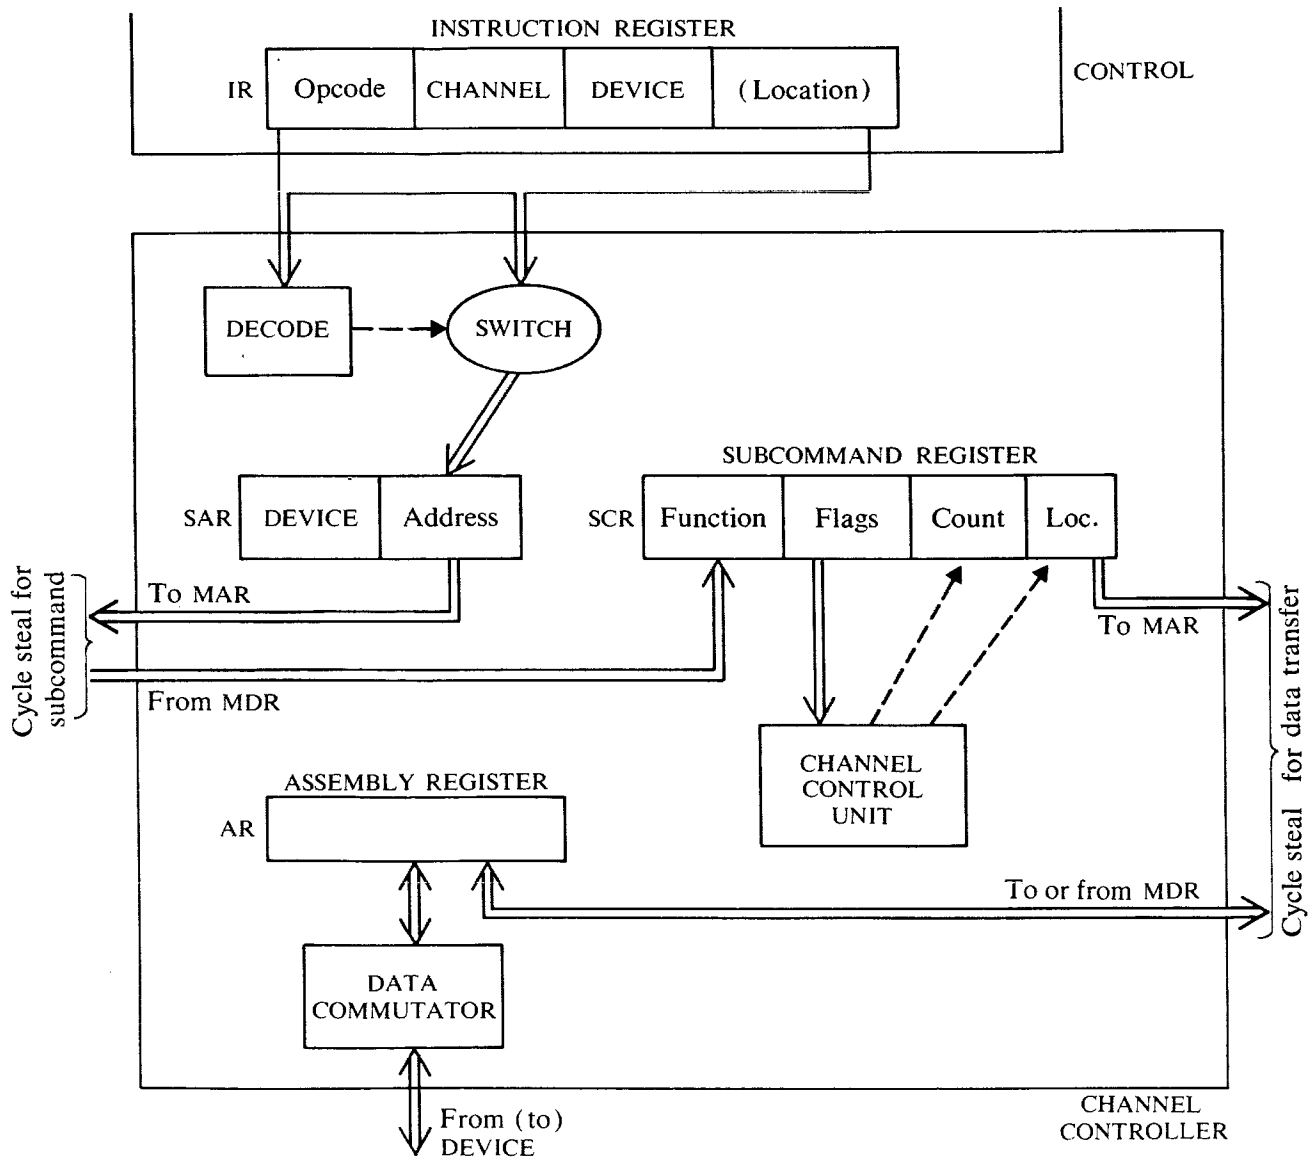 INSTRUCTION REGISTER
IR Opcode CHANNEL DEVICE (Location)
CONTROL
DECODE
SWITCH
SUBCOMMAND REGISTER
SAR DEVICE Address
SCR Function Flags Count Loc.
Cycle steal for
subcommand
To MAR
From MDR
To MAR
Cycle steal for data transfer
CHANNEL
CONTROL
UNIT
ASSEMBLY REGISTER
AR
To or from MDR
DATA
COMMUTATOR
From (to)
DEVICE
CHANNEL
CONTROLLER